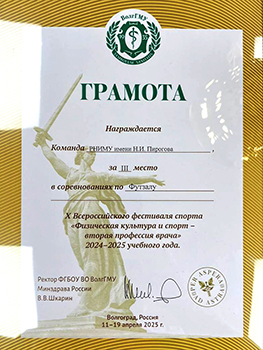 ВолгГМУ
ГРАМОТА
Награждается
Команда РНИМУ имени Н.И. Пирогова
за III место
в соревнованиях по Футзалу
X Всероссийского фестиваля спорта
«Физическая культура и спорт –
вторая профессия врача»
2024–2025 учебного года.
Ректор ФГБОУ ВО ВолгГМУ
Минздрава России
В.В.Шкарин
Волгоград, Россия
11–19 апреля 2025 г.